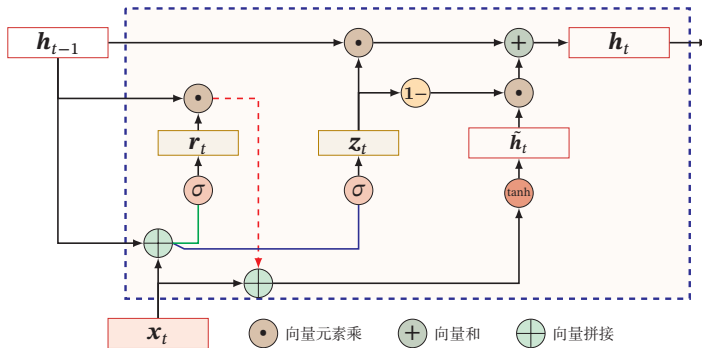 h_{t−1}
h_t
1−
r_t
z_t
h̃_t
σ
σ
tanh
x_t
向量元素乘
向量和
向量拼接